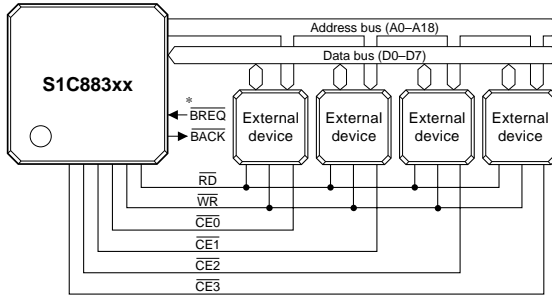 Address bus (A0–A18)
Data bus (D0–D7)
S1C883xx
*
BREQ
BACK
External device
External device
External device
External device
RD
WR
CE0
CE1
CE2
CE3